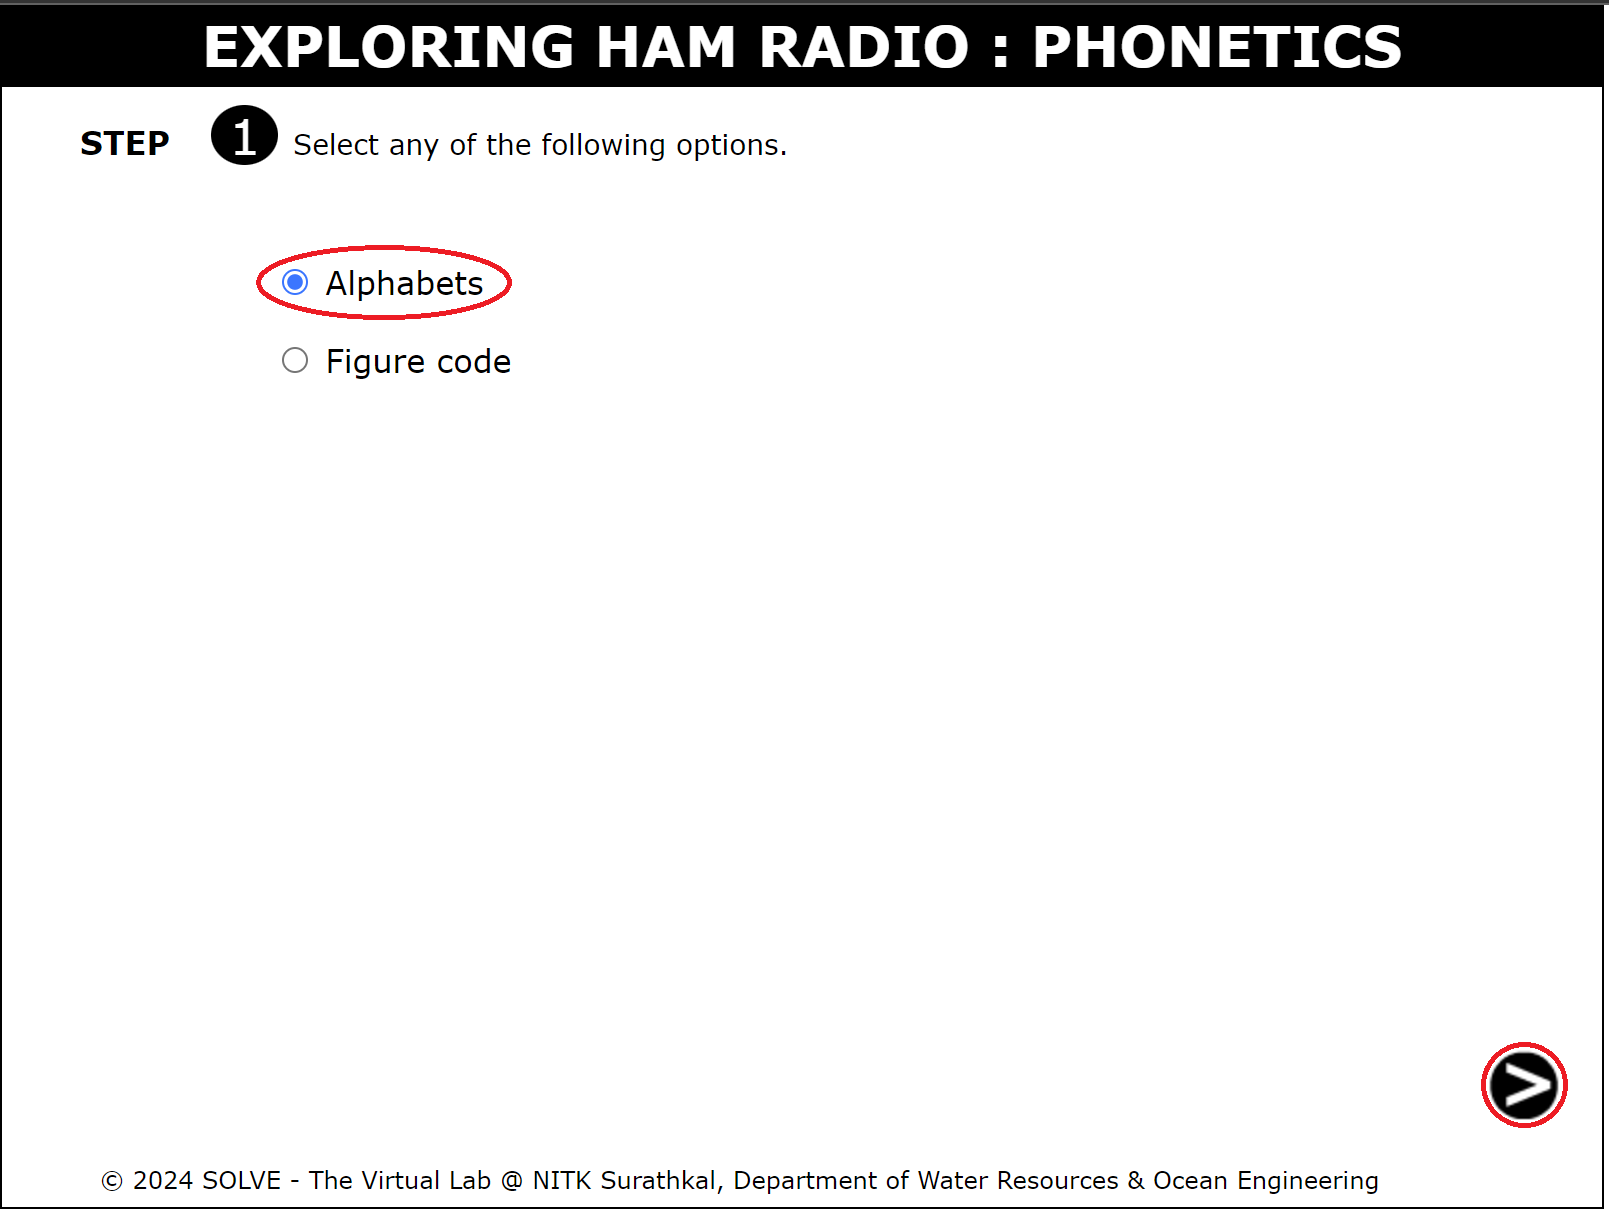 EXPLORING HAM RADIO : PHONETICS
STEP 1 Select any of the following options.
Alphabets
Figure code
>
© 2024 SOLVE - The Virtual Lab @ NITK Surathkal, Department of Water Resources & Ocean Engineering